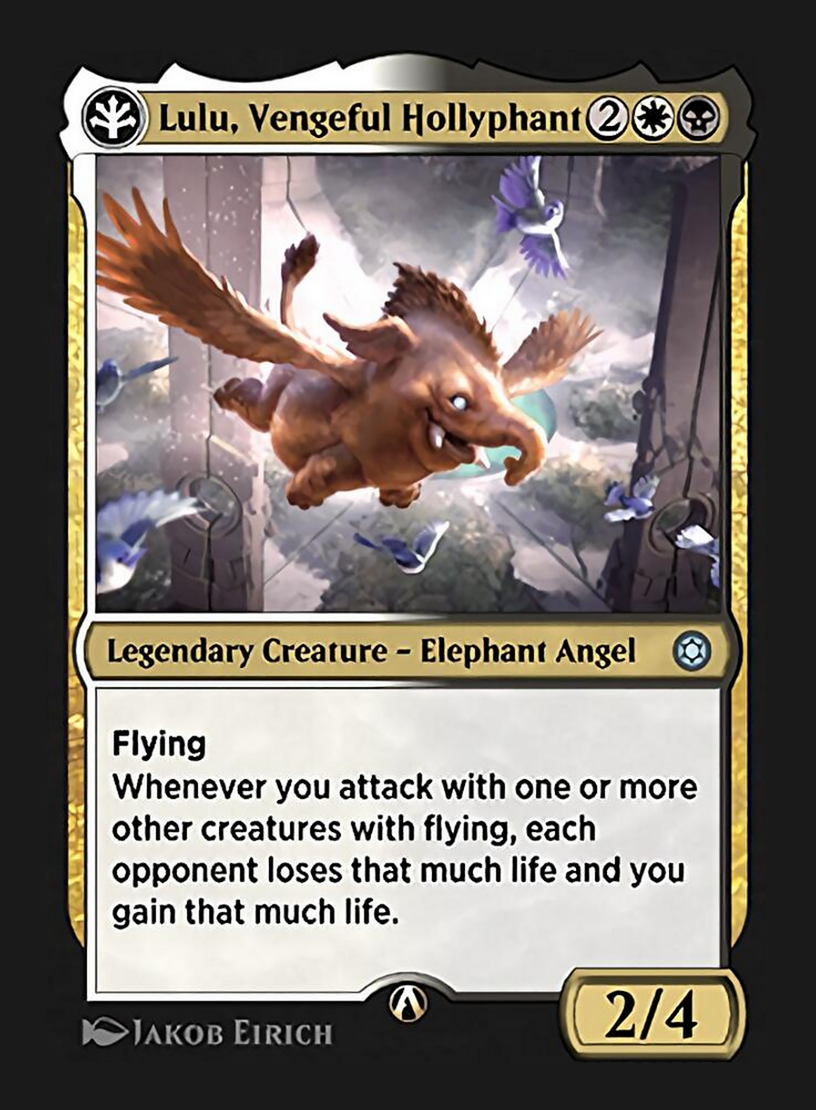 Lulu, Vengeful Hollyphant 2
Legendary Creature – Elephant Angel
Flying
Whenever you attack with one or more
other creatures with flying, each
opponent loses that much life and you
gain that much life.
2/4
Jakob Eirich